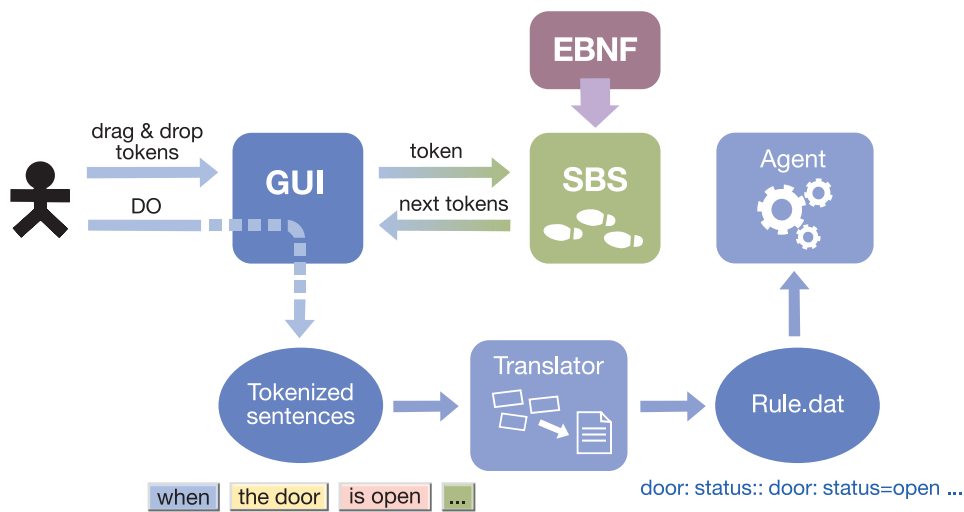 EBNF
drag & drop
tokens
DO
GUI
token
next tokens
SBS
Agent
Tokenized
sentences
Translator
Rule.dat
when the door is open ...
door: status:: door: status=open ...